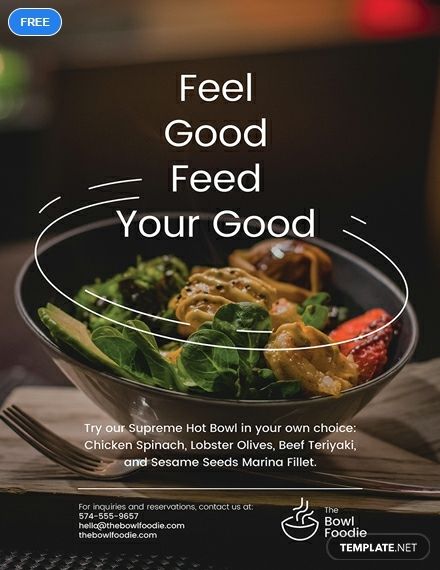 FREE
Feel
Good
Feed
Your Good
Try our Supreme Hot Bowl in your own choice:
Chicken Spinach, Lobster Olives, Beef Teriyaki,
and Sesame Seeds Marina Fillet.
For inquiries and reservations, contact us at:
574-555-9657
hello@thebowlfoodie.com
thebowlfoodie.com
The
Bowl
Foodie
TEMPLATE.NET